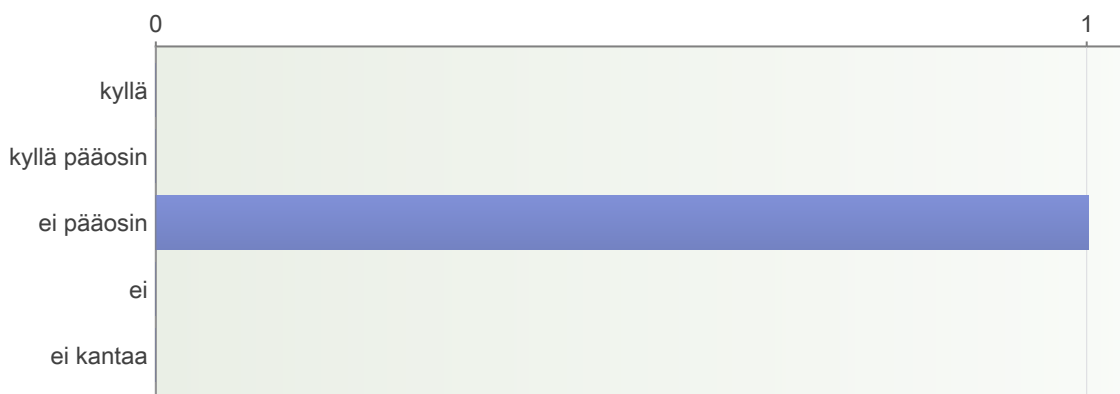 0 1
kyllä
kyllä pääosin
ei pääosin
ei
ei kantaa